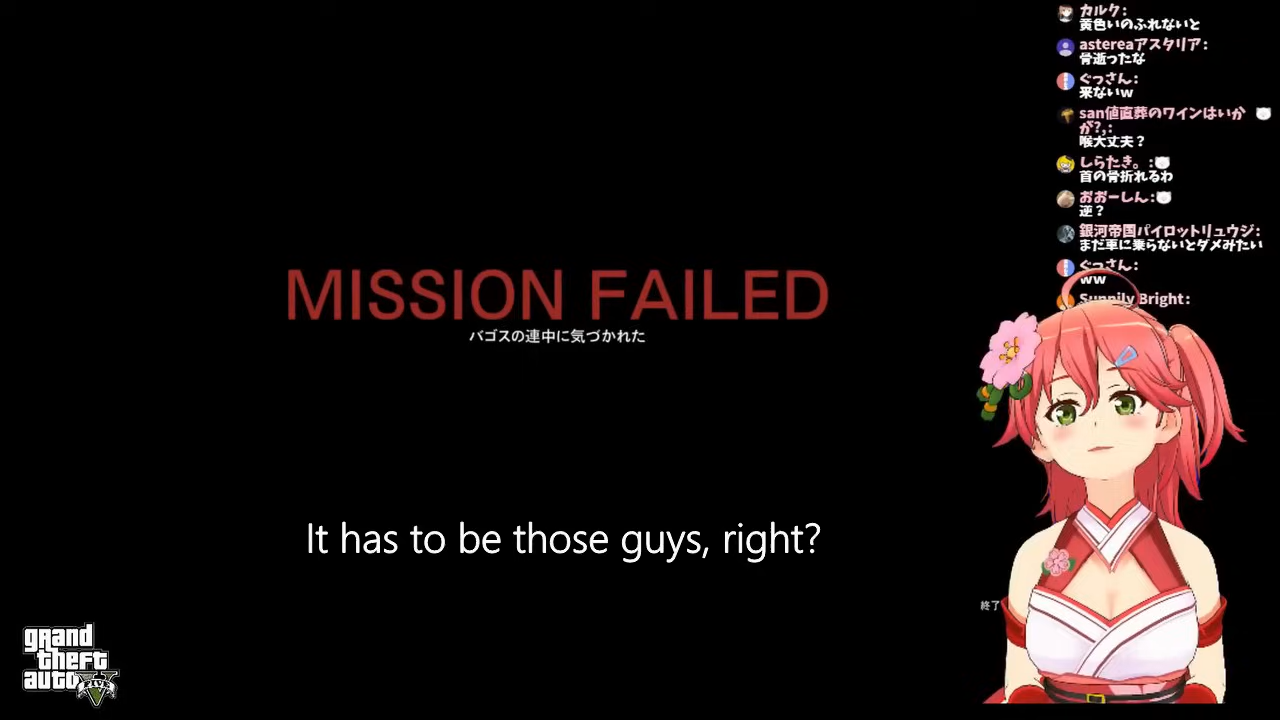 カルク:
黄色いのふれないと
astereaアスタリア:
骨逝ったな
ぐっさん:
来ないw
san値直葬のワインはいか
が?,:
喉大丈夫？
しらたき。:
首の骨折れるわ
おおーしん:
逆？
銀河帝国パイロットリュウジ:
まだ車に乗らないとダメみたい
ぐっさん:
ww
Sunnily Bright:
MISSION FAILED
バゴスの連中に気づかれた
It has to be those guys, right?
終了
grand
theft
auto
FIVE